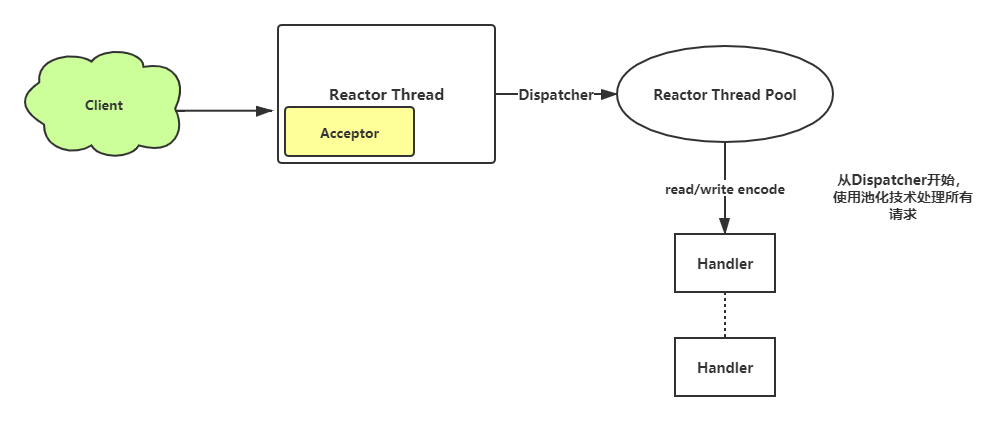 Client
Reactor Thread
Acceptor
Dispatcher
Reactor Thread Pool
read/write encode
从Dispatcher开始，
使用池化技术处理所有
请求
Handler
Handler